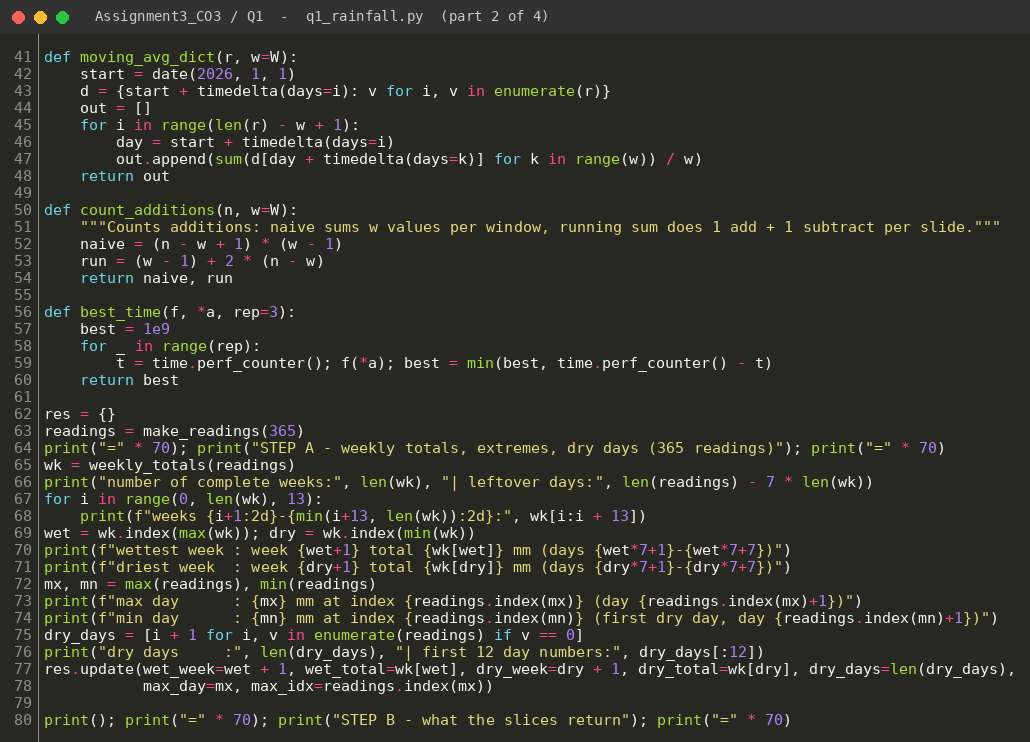 Assignment3_CO3 / Q1  -  q1_rainfall.py  (part 2 of 4)
41 def moving_avg_dict(r, w=W):
42     start = date(2026, 1, 1)
43     d = {start + timedelta(days=i): v for i, v in enumerate(r)}
44     out = []
45     for i in range(len(r) - w + 1):
46         day = start + timedelta(days=i)
47         out.append(sum(d[day + timedelta(days=k)] for k in range(w)) / w)
48     return out
49
50 def count_additions(n, w=W):
51     """Counts additions: naive sums w values per window, running sum does 1 add + 1 subtract per slide."""
52     naive = (n - w + 1) * (w - 1)
53     run = (w - 1) + 2 * (n - w)
54     return naive, run
55
56 def best_time(f, *a, rep=3):
57     best = 1e9
58     for _ in range(rep):
59         t = time.perf_counter(); f(*a); best = min(best, time.perf_counter() - t)
60     return best
61
62 res = {}
63 readings = make_readings(365)
64 print("=" * 70); print("STEP A - weekly totals, extremes, dry days (365 readings)"); print("=" * 70)
65 wk = weekly_totals(readings)
66 print("number of complete weeks:", len(wk), "| leftover days:", len(readings) - 7 * len(wk))
67 for i in range(0, len(wk), 13):
68     print(f"weeks {i+1:2d}-{min(i+13, len(wk)):2d}:", wk[i:i + 13])
69 wet = wk.index(max(wk)); dry = wk.index(min(wk))
70 print(f"wettest week : week {wet+1} total {wk[wet]} mm (days {wet*7+1}-{wet*7+7})")
71 print(f"driest week  : week {dry+1} total {wk[dry]} mm (days {dry*7+1}-{dry*7+7})")
72 mx, mn = max(readings), min(readings)
73 print(f"max day      : {mx} mm at index {readings.index(mx)} (day {readings.index(mx)+1})")
74 print(f"min day      : {mn} mm at index {readings.index(mn)} (first dry day, day {readings.index(mn)+1})")
75 dry_days = [i + 1 for i, v in enumerate(readings) if v == 0]
76 print("dry days     :", len(dry_days), "| first 12 day numbers:", dry_days[:12])
77 res.update(wet_week=wet + 1, wet_total=wk[wet], dry_week=dry + 1, dry_total=wk[dry], dry_days=len(dry_days),
78            max_day=mx, max_idx=readings.index(mx))
79
80 print(); print("=" * 70); print("STEP B - what the slices return"); print("=" * 70)